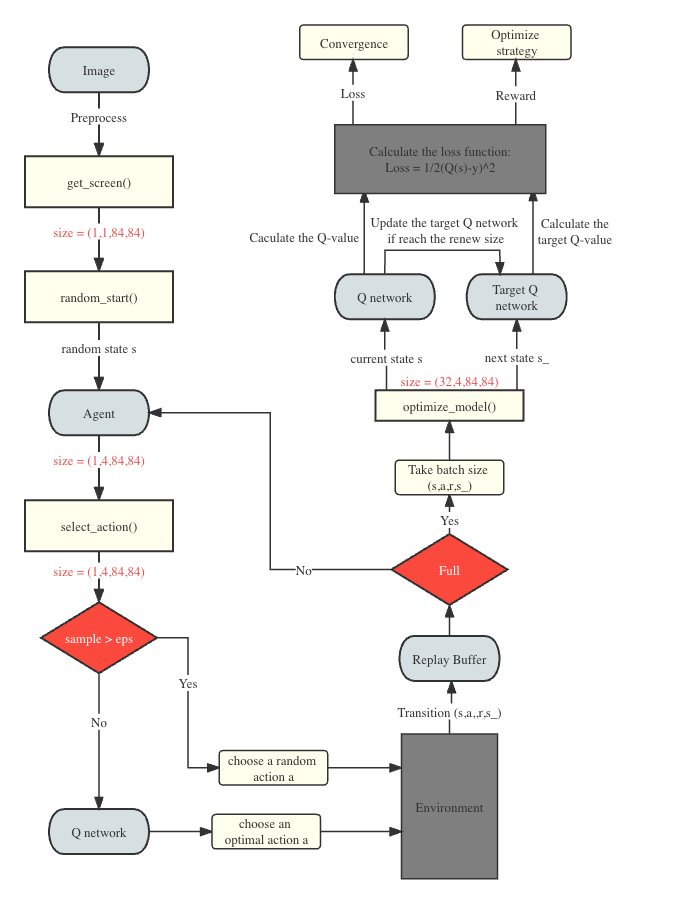 Image
Preprocess
get_screen()
size = (1,1,84,84)
random_start()
random state s
Agent
size = (1,4,84,84)
select_action()
size = (1,4,84,84)
sample > eps
Yes
No
Q network
choose a random
action a
choose an
optimal action a
Environment
Transition (s,a,,r,s_)
Replay Buffer
Full
No
Yes
Take batch size
(s,a,r,s_)
optimize_model()
size = (32,4,84,84)
current state s
next state s_
Q network
Target Q
network
Caculate the Q-value
Update the target Q network
if reach the renew size
Calculate the
target Q-value
Calculate the loss function:
Loss = 1/2(Q(s)-y)^2
Loss
Reward
Convergence
Optimize
strategy